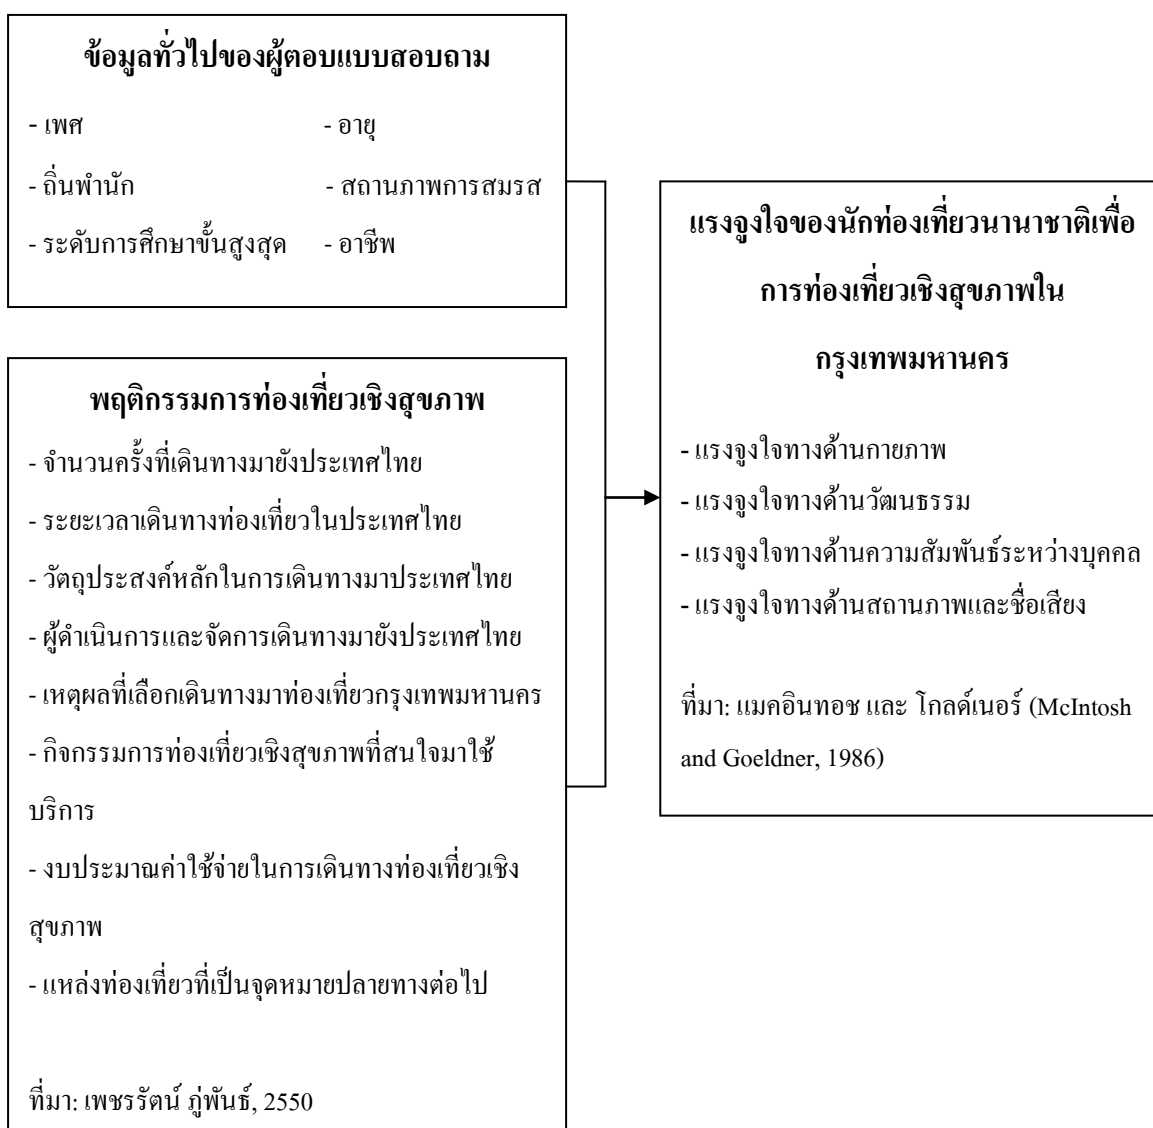 ข้อมูลทั่วไปของผู้ตอบแบบสอบถาม
- เพศ - อายุ
- ถิ่นพำนัก - สถานภาพการสมรส
- ระดับการศึกษาขั้นสูงสุด - อาชีพ
พฤติกรรมการท่องเที่ยวเชิงสุขภาพ
- จำนวนครั้งที่เดินทางมายังประเทศไทย
- ระยะเวลาเดินทางท่องเที่ยวในประเทศไทย
- วัตถุประสงค์หลักในการเดินทางมาประเทศไทย
- ผู้ดำเนินการและจัดการเดินทางมายังประเทศไทย
- เหตุผลที่เลือกเดินทางมาท่องเที่ยวกรุงเทพมหานคร
- กิจกรรมการท่องเที่ยวเชิงสุขภาพที่สนใจมาใช้
บริการ
- งบประมาณค่าใช้จ่ายในการเดินทางท่องเที่ยวเชิง
สุขภาพ
- แหล่งท่องเที่ยวที่เป็นจุดหมายปลายทางต่อไป
ที่มา: เพชรรัตน์ ภู่พันธ์, 2550
แรงจูงใจของนักท่องเที่ยวนานาชาติเพื่อ
การท่องเที่ยวเชิงสุขภาพใน
กรุงเทพมหานคร
- แรงจูงใจทางด้านกายภาพ
- แรงจูงใจทางด้านวัฒนธรรม
- แรงจูงใจทางด้านความสัมพันธ์ระหว่างบุคคล
- แรงจูงใจทางด้านสถานภาพและชื่อเสียง
ที่มา: แมคอินทอช และ โกลด์เนอร์ (McIntosh
and Goeldner, 1986)